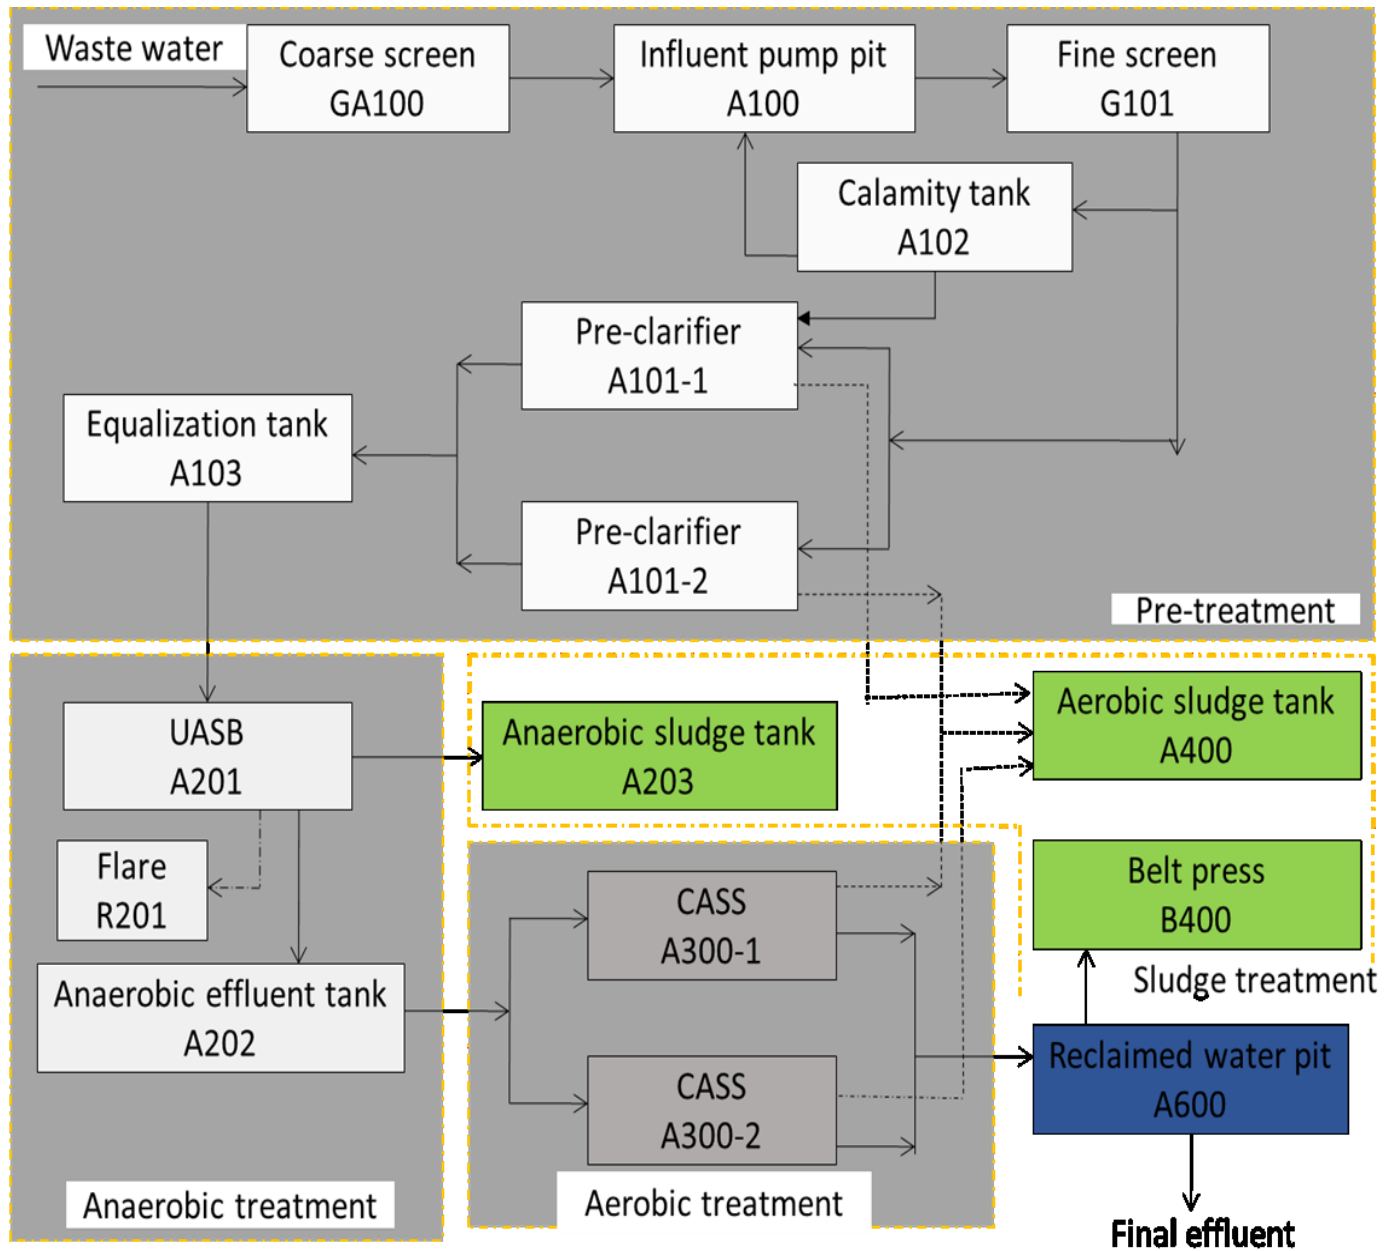 Waste water
Coarse screen
GA100
Influent pump pit
A100
Fine screen
G101
Calamity tank
A102
Pre-clarifier
A101-1
Equalization tank
A103
Pre-clarifier
A101-2
Pre-treatment
UASB
A201
Anaerobic sludge tank
A203
Aerobic sludge tank
A400
Flare
R201
CASS
A300-1
Belt press
B400
Sludge treatment
Anaerobic effluent tank
A202
CASS
A300-2
Reclaimed water pit
A600
Anaerobic treatment
Aerobic treatment
Final effluent